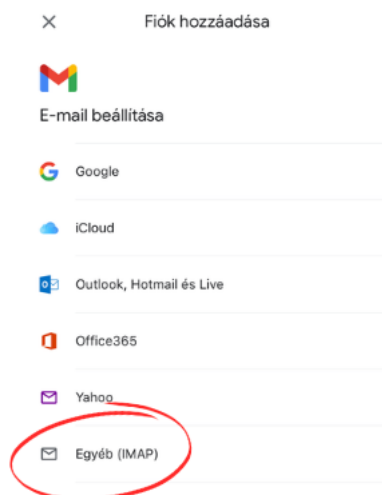 Fiók hozzáadása
E-mail beállítása
Google
iCloud
Outlook, Hotmail és Live
Office365
Yahoo
Egyéb (IMAP)